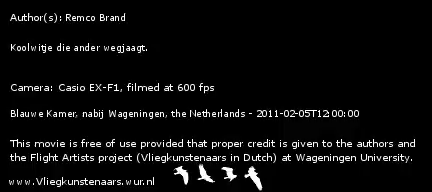 Author(s): Remco Brand
Koolwitje die ander wegjaagt.
Camera: Casio EX-F1, filmed at 600 fps
Blauwe Kamer, nabij Wageningen, the Netherlands - 2011-02-05T12:00:00
This movie is free of use provided that proper credit is given to the authors and
the Flight Artists project (Vliegkunstenaars in Dutch) at Wageningen University.
www.Vliegkunstenaars.wur.nl